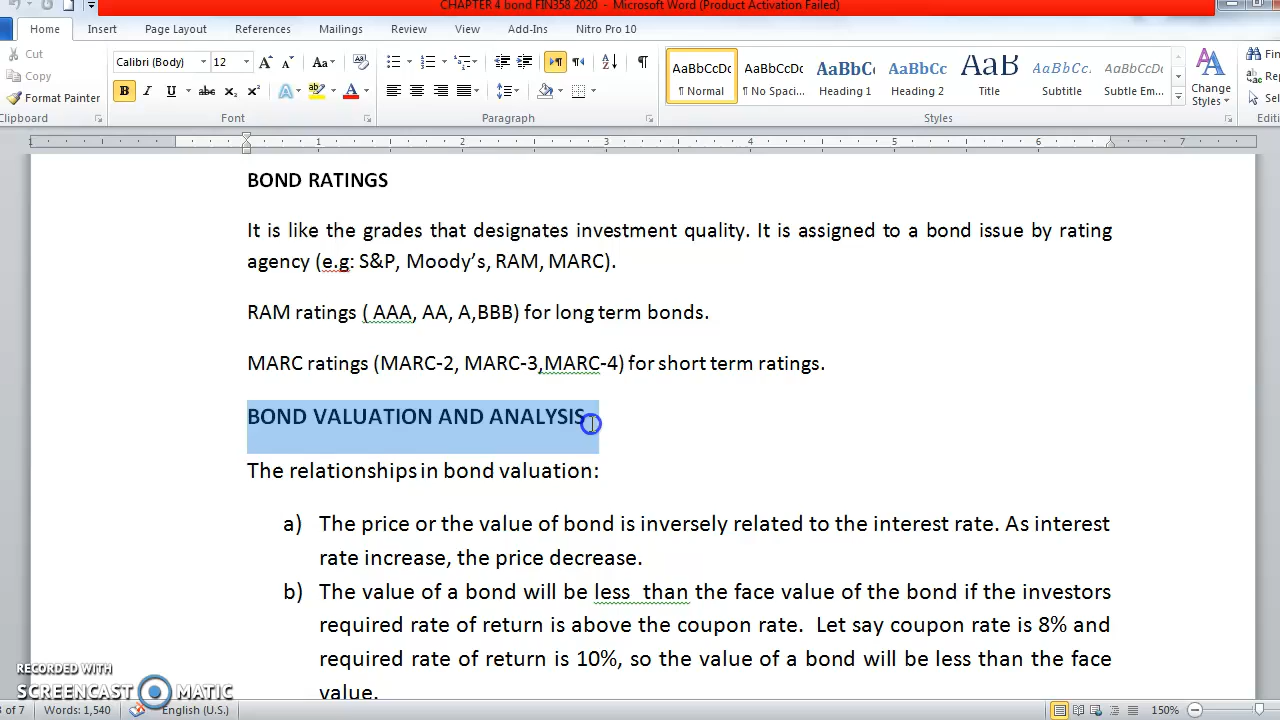 CHAPTER 4 bond FIN358 2020 - Microsoft Word (Product Activation Failed)
Home Insert Page Layout References Mailings Review View Add-Ins Nitro Pro 10
Cut
Copy
Format Painter
Clipboard
Calibri (Body) 12
Font
Paragraph
AaBbCcDc AaBbCcDc AaBbC AaBbCc AaB AaBbCc. AaBbCcDc
¶ Normal ¶ No Spaci... Heading 1 Heading 2 Title Subtitle Subtle Em...
Change
Styles
Styles
1 1 2 3 4 5 6 7
BOND RATINGS
It is like the grades that designates investment quality. It is assigned to a bond issue by rating
agency (e.g: S&P, Moody's, RAM, MARC).
RAM ratings ( AAA, AA, A,BBB) for long term bonds.
MARC ratings (MARC-2, MARC-3,MARC-4) for short term ratings.
BOND VALUATION AND ANALYSIS
The relationships in bond valuation:
a) The price or the value of bond is inversely related to the interest rate. As interest
rate increase, the price decrease.
b) The value of a bond will be less  than the face value of the bond if the investors
required rate of return is above the coupon rate.  Let say coupon rate is 8% and
required rate of return is 10%, so the value of a bond will be less than the face
value.
RECORDED WITH
SCREENCAST MATIC
of 7 Words: 1,540 English (U.S.) 150%